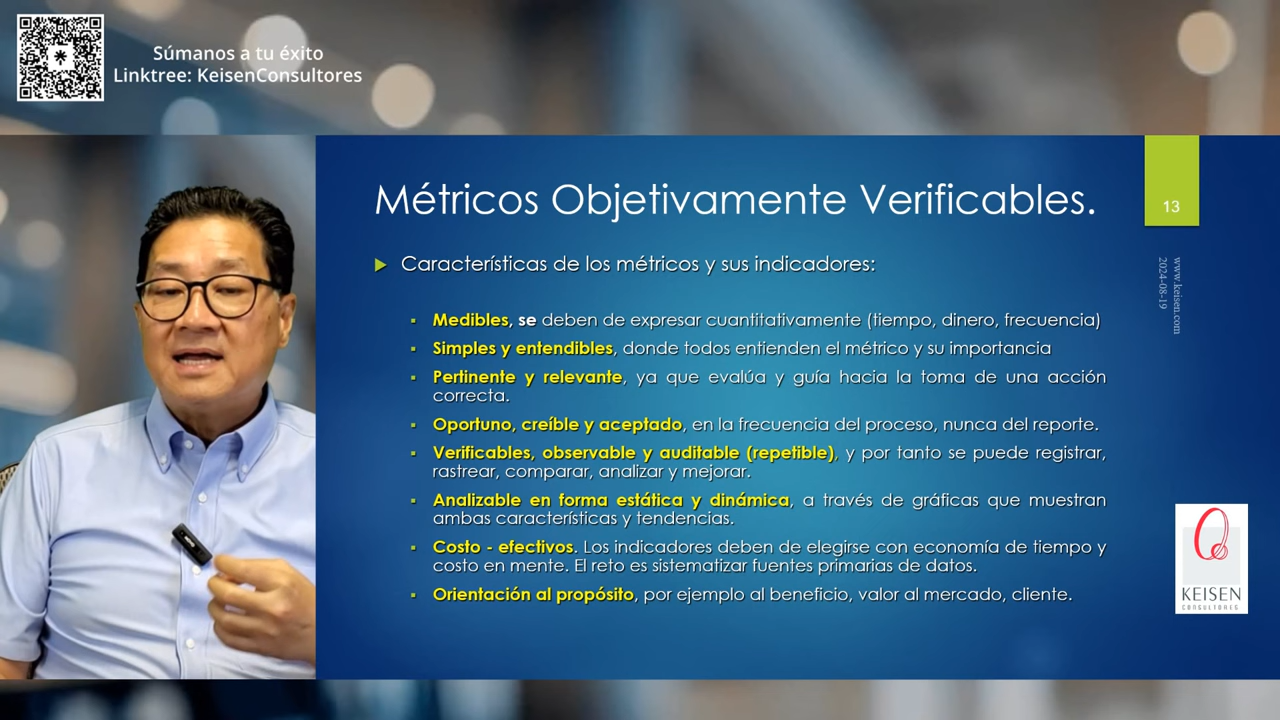 Súmanos a tu éxito
Linktree: KeisenConsultores
Métricos Objetivamente Verificables.
13
www.keisen.com
2024-08-19
Características de los métricos y sus indicadores:
Medibles, se deben de expresar cuantitativamente (tiempo, dinero, frecuencia)
Simples y entendibles, donde todos entienden el métrico y su importancia
Pertinente y relevante, ya que evalúa y guía hacia la toma de una acción
correcta.
Oportuno, creíble y aceptado, en la frecuencia del proceso, nunca del reporte.
Verificables, observable y auditable (repetible), y por tanto se puede registrar,
rastrear, comparar, analizar y mejorar.
Analizable en forma estática y dinámica, a través de gráficas que muestran
ambas características y tendencias.
Costo - efectivos. Los indicadores deben de elegirse con economía de tiempo y
costo en mente. El reto es sistematizar fuentes primarias de datos.
Orientación al propósito, por ejemplo al beneficio, valor al mercado, cliente.
KEISEN
CONSULTORES